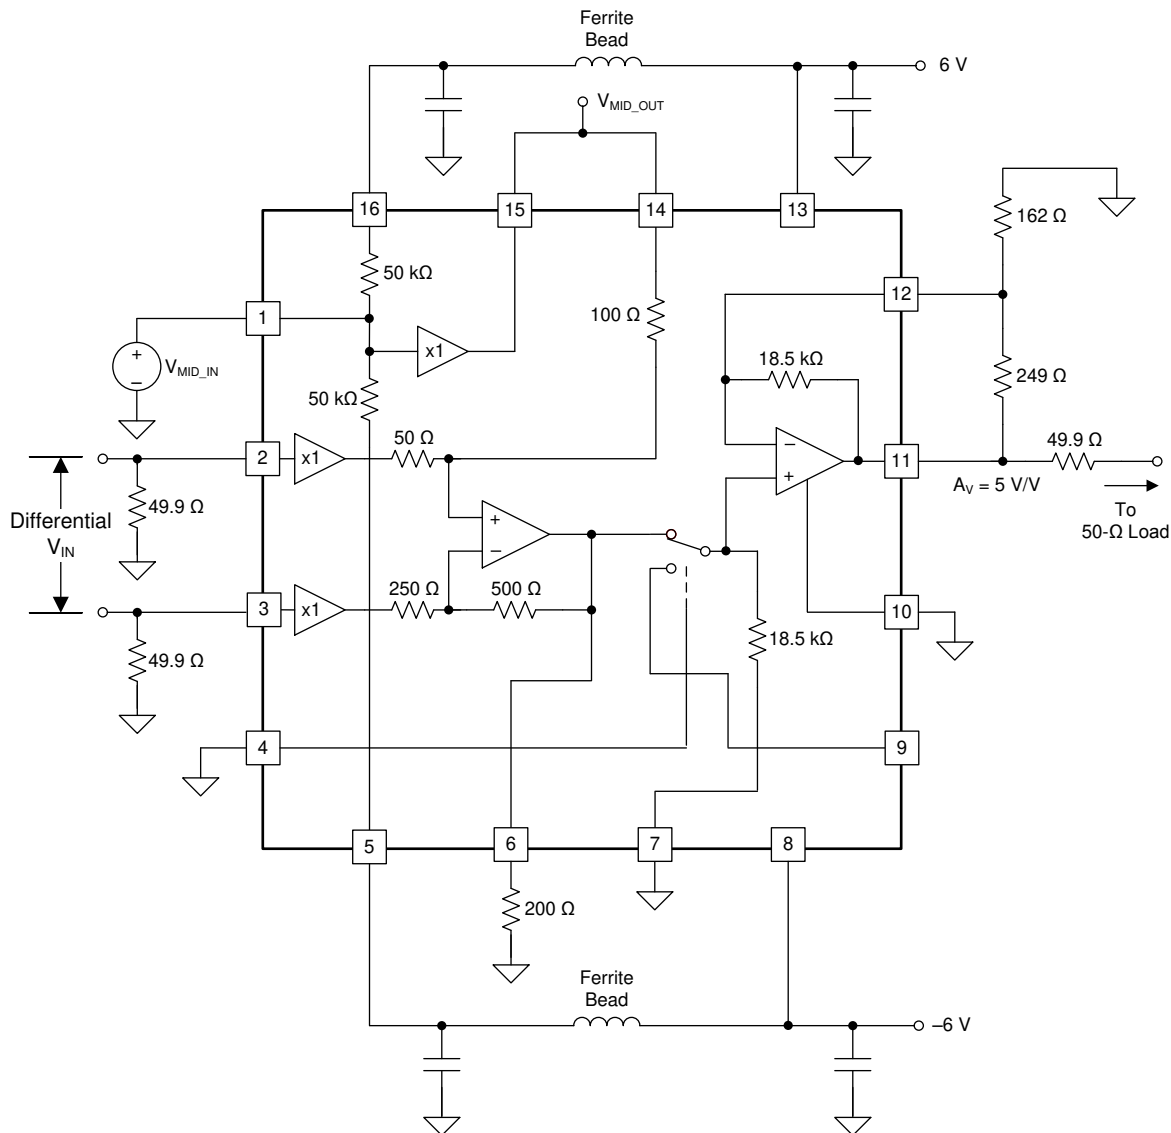 Ferrite
Bead
6 V
V_MID_OUT
16
15
14
13
162 Ω
50 kΩ
12
1
100 Ω
x1
18.5 kΩ
+
−
V_MID_IN
249 Ω
50 kΩ
−
+
50 Ω
49.9 Ω
2
x1
11
A_V = 5 V/V
To
50-Ω Load
49.9 Ω
Differential
V_IN
+
−
250 Ω
500 Ω
3
x1
10
18.5 kΩ
49.9 Ω
4
9
5
6
7
8
200 Ω
Ferrite
Bead
–6 V